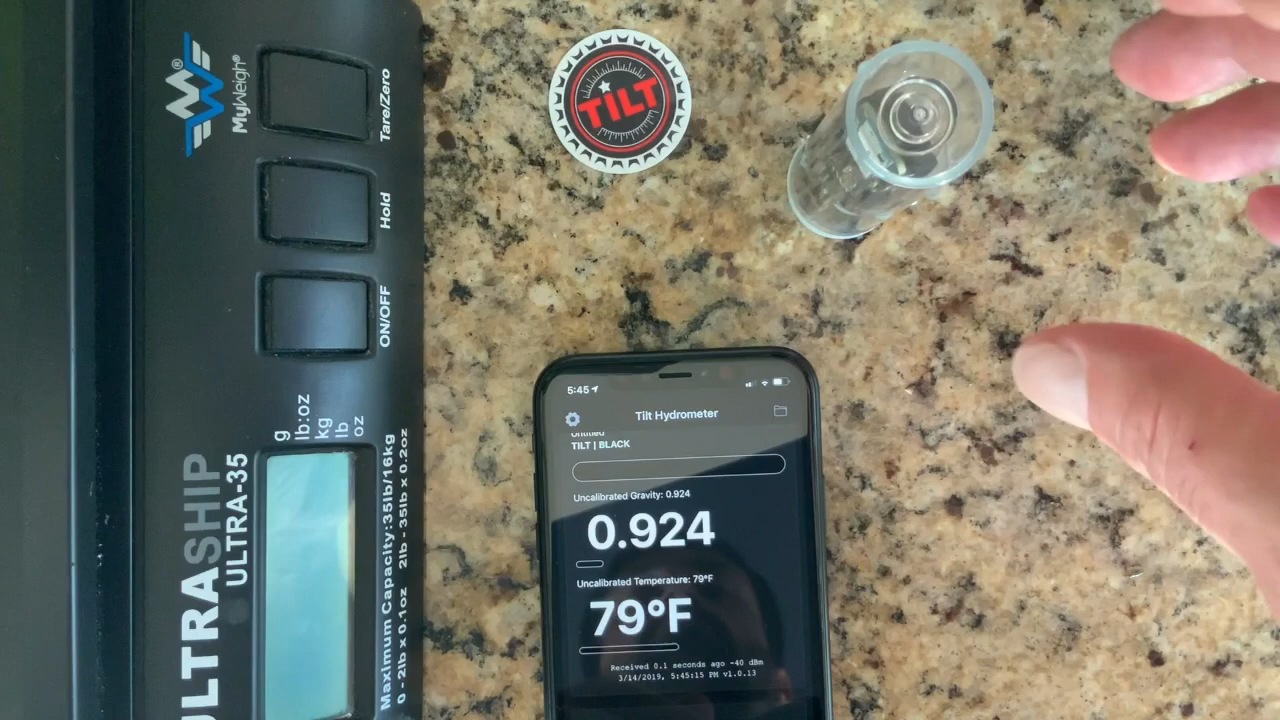 MyWeigh®
Tare/Zero
Hold
ON/OFF
g
lb:oz
kg
lb
oz
ULTRASHIP
ULTRA-35
Maximum Capacity:35lb/16kg
0 - 2lb x 0.1oz 2lb - 35lb x 0.2oz
TILT
5:45
Tilt Hydrometer
Untitled
TILT | BLACK
Uncalibrated Gravity: 0.924
0.924
Uncalibrated Temperature: 79°F
79°F
Received 0.1 seconds ago -40 dBm
3/14/2019, 5:45:15 PM v1.0.13